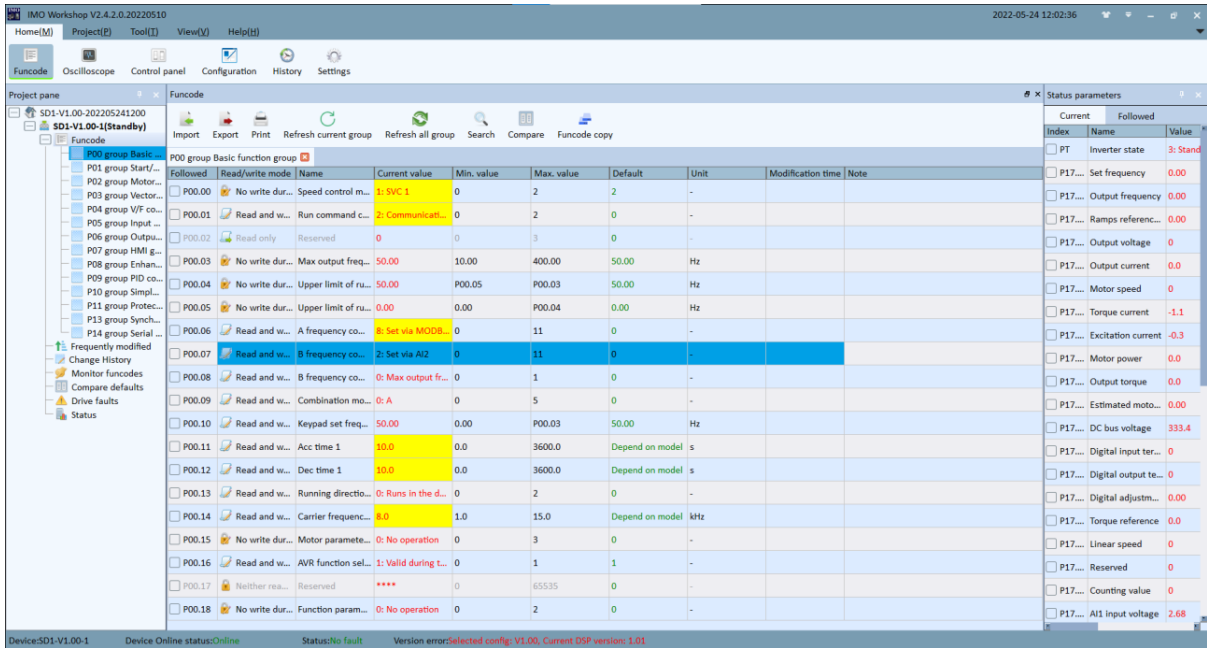 IMO Workshop V2.4.2.0.20220510 2022-05-24 12:02:36
Home(M) Project(P) Tool(T) View(V) Help(H)
Funcode Oscilloscope Control panel Configuration History Settings
Project pane
SD1-V1.00-202205241200
SD1-V1.00-1(Standby)
Funcode
P00 group Basic ...
P01 group Start/...
P02 group Motor...
P03 group Vector...
P04 group V/F co...
P05 group Input ...
P06 group Outpu...
P07 group HMI g...
P08 group Enhan...
P09 group PID co...
P10 group Simpl...
P11 group Protec...
P13 group Synch...
P14 group Serial ...
Frequently modified
Change History
Monitor funcodes
Compare defaults
Drive faults
Status
Funcode
Import Export Print Refresh current group Refresh all group Search Compare Funcode copy
P00 group Basic function group
Followed Read/write mode Name Current value Min. value Max. value Default Unit Modification time Note
P00.00 No write dur... Speed control m... 1: SVC 1 0 2 2 -
P00.01 Read and w... Run command c... 2: Communicati... 0 2 0 -
P00.02 Read only Reserved 0 0 3 0 -
P00.03 No write dur... Max output freq... 50.00 10.00 400.00 50.00 Hz
P00.04 No write dur... Upper limit of ru... 50.00 P00.05 P00.03 50.00 Hz
P00.05 No write dur... Upper limit of ru... 0.00 0.00 P00.04 0.00 Hz
P00.06 Read and w... A frequency co... 8: Set via MODB... 0 11 0 -
P00.07 Read and w... B frequency co... 2: Set via AI2 0 11 0 -
P00.08 Read and w... B frequency co... 0: Max output fr... 0 1 0 -
P00.09 Read and w... Combination mo... 0: A 0 5 0 -
P00.10 Read and w... Keypad set freq... 50.00 0.00 P00.03 50.00 Hz
P00.11 Read and w... Acc time 1 10.0 0.0 3600.0 Depend on model s
P00.12 Read and w... Dec time 1 10.0 0.0 3600.0 Depend on model s
P00.13 Read and w... Running directio... 0: Runs in the d... 0 2 0 -
P00.14 Read and w... Carrier frequenc... 8.0 1.0 15.0 Depend on model kHz
P00.15 No write dur... Motor paramete... 0: No operation 0 3 0 -
P00.16 Read and w... AVR function sel... 1: Valid during t... 0 1 1 -
P00.17 Neither rea... Reserved **** 0 65535 0 -
P00.18 No write dur... Function param... 0: No operation 0 2 0 -
Status parameters
Current Followed
Index Name Value
PT Inverter state 3: Stand
P17.... Set frequency 0.00
P17.... Output frequency 0.00
P17.... Ramps referenc... 0.00
P17.... Output voltage 0
P17.... Output current 0.0
P17.... Motor speed 0
P17.... Torque current -1.1
P17.... Excitation current -0.3
P17.... Motor power 0.0
P17.... Output torque 0.0
P17.... Estimated moto... 0.00
P17.... DC bus voltage 333.4
P17.... Digital input ter... 0
P17.... Digital output te... 0
P17.... Digital adjustm... 0.00
P17.... Torque reference 0.0
P17.... Linear speed 0
P17.... Reserved 0
P17.... Counting value 0
P17.... AI1 input voltage 2.68
Device:SD1-V1.00-1 Device Online status:Online Status:No fault Version error:Selected config: V1.00, Current DSP version: 1.01